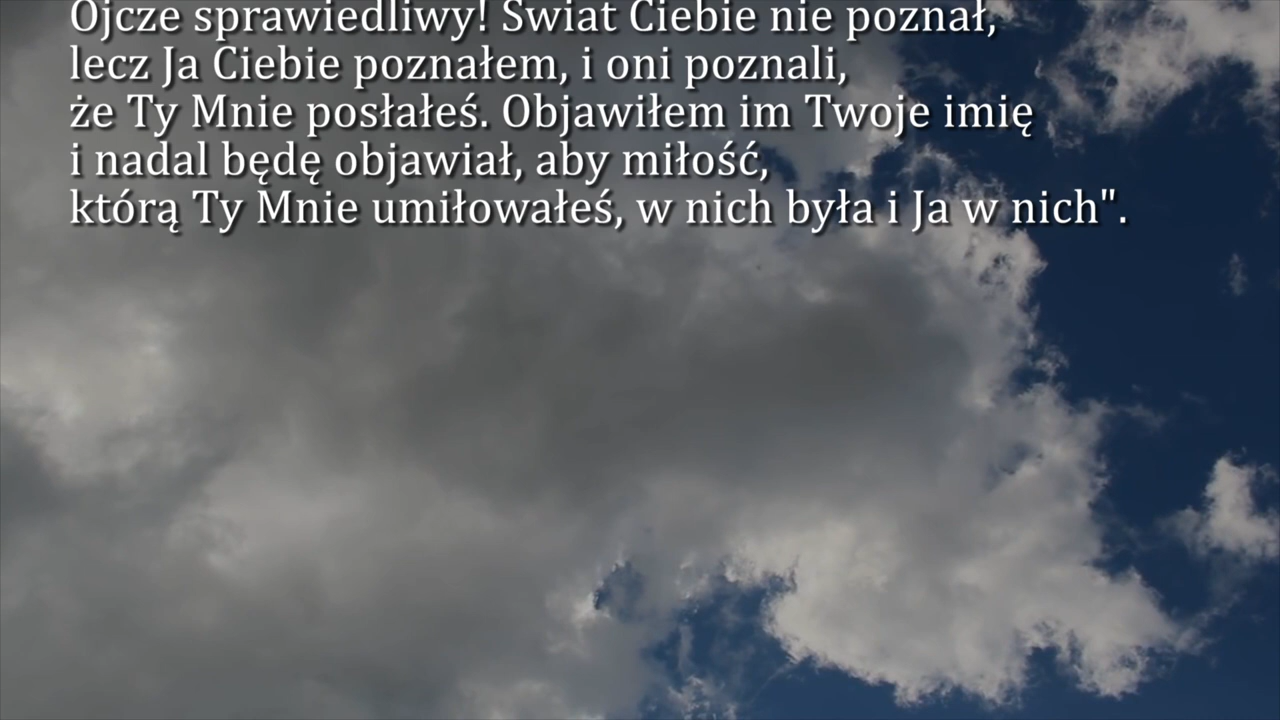 Ojcze sprawiedliwy! Świat Ciebie nie poznał,
lecz Ja Ciebie poznałem, i oni poznali,
że Ty Mnie posłałeś. Objawiłem im Twoje imię
i nadal będę objawiał, aby miłość,
którą Ty Mnie umiłowałeś, w nich była i Ja w nich".